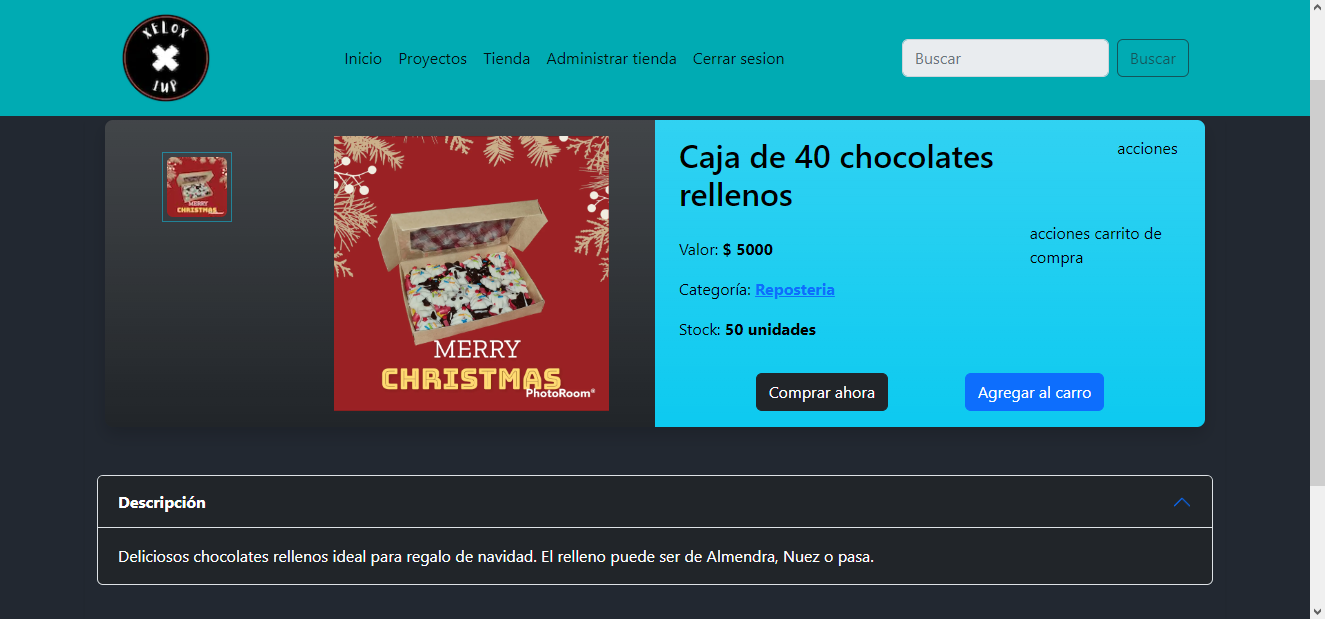 XELOX
1UP
Inicio Proyectos Tienda Administrar tienda Cerrar sesion
Buscar
Buscar
MERRY
CHRISTMAS
MERRY
CHRISTMAS
PhotoRoom®
Caja de 40 chocolates
rellenos
acciones
Valor: $ 5000
acciones carrito de
compra
Categoría: Reposteria
Stock: 50 unidades
Comprar ahora
Agregar al carro
Descripción
Deliciosos chocolates rellenos ideal para regalo de navidad. El relleno puede ser de Almendra, Nuez o pasa.